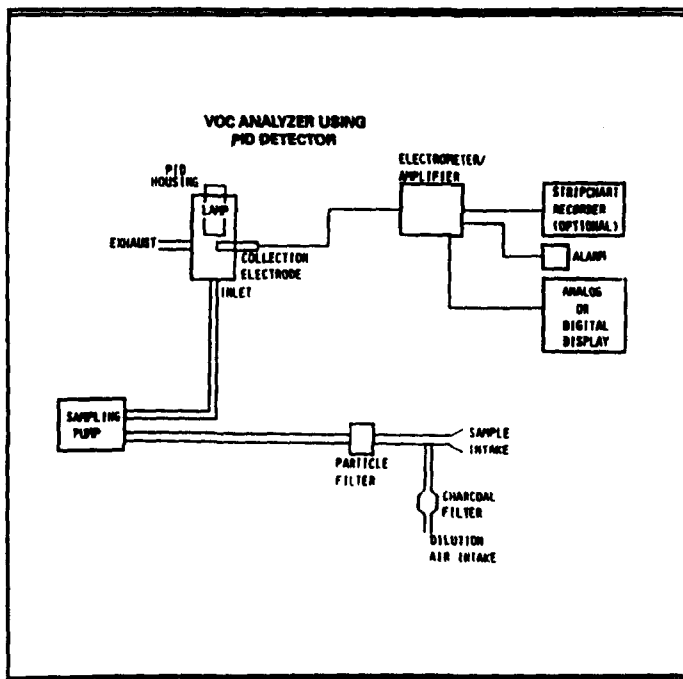 VOC ANALYZER USING
PID DETECTOR
PID
HOUSING
LAMP
EXHAUST
COLLECTION
ELECTRODE
INLET
ELECTROMETER/
AMPLIFIER
STRIPCHART
RECORDER
(OPTIONAL)
ALARM
ANALOG
OR
DIGITAL
DISPLAY
SAMPLING
PUMP
PARTICLE
FILTER
SAMPLE
INTAKE
CHARCOAL
FILTER
DILUTION
AIR INTAKE